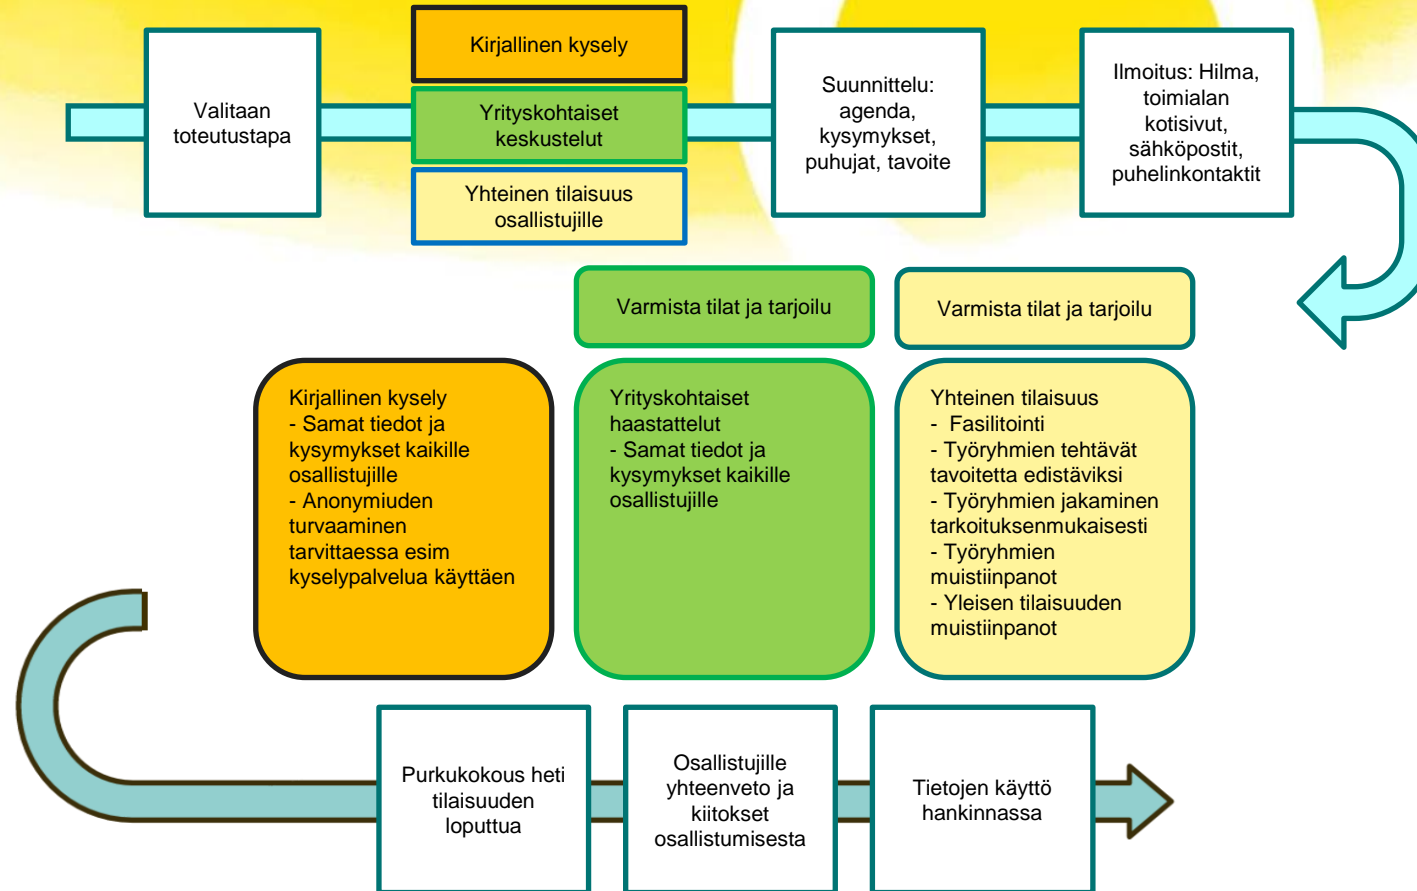 Valitaan
toteutustapa
Kirjallinen kysely
Yrityskohtaiset
keskustelut
Yhteinen tilaisuus
osallistujille
Suunnittelu:
agenda,
kysymykset,
puhujat, tavoite
Ilmoitus: Hilma,
toimialan
kotisivut,
sähköpostit,
puhelinkontaktit
Varmista tilat ja tarjoilu
Varmista tilat ja tarjoilu
Kirjallinen kysely
- Samat tiedot ja
kysymykset kaikille
osallistujille
- Anonymiuden
turvaaminen
tarvittaessa esim
kyselypalvelua käyttäen
Yrityskohtaiset
haastattelut
- Samat tiedot ja
kysymykset kaikille
osallistujille
Yhteinen tilaisuus
- Fasilitointi
- Työryhmien tehtävät
tavoitetta edistäviksi
- Työryhmien jakaminen
tarkoituksenmukaisesti
- Työryhmien
muistiinpanot
- Yleisen tilaisuuden
muistiinpanot
Purkukokous heti
tilaisuuden
loputtua
Osallistujille
yhteenveto ja
kiitokset
osallistumisesta
Tietojen käyttö
hankinnassa